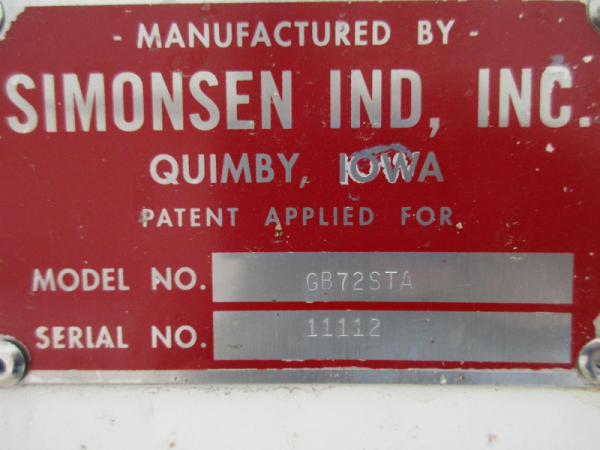 - MANUFACTURED BY -
SIMONSEN IND, INC.
QUIMBY, IOWA
PATENT APPLIED FOR
MODEL NO. GB72STA
SERIAL NO. 11112